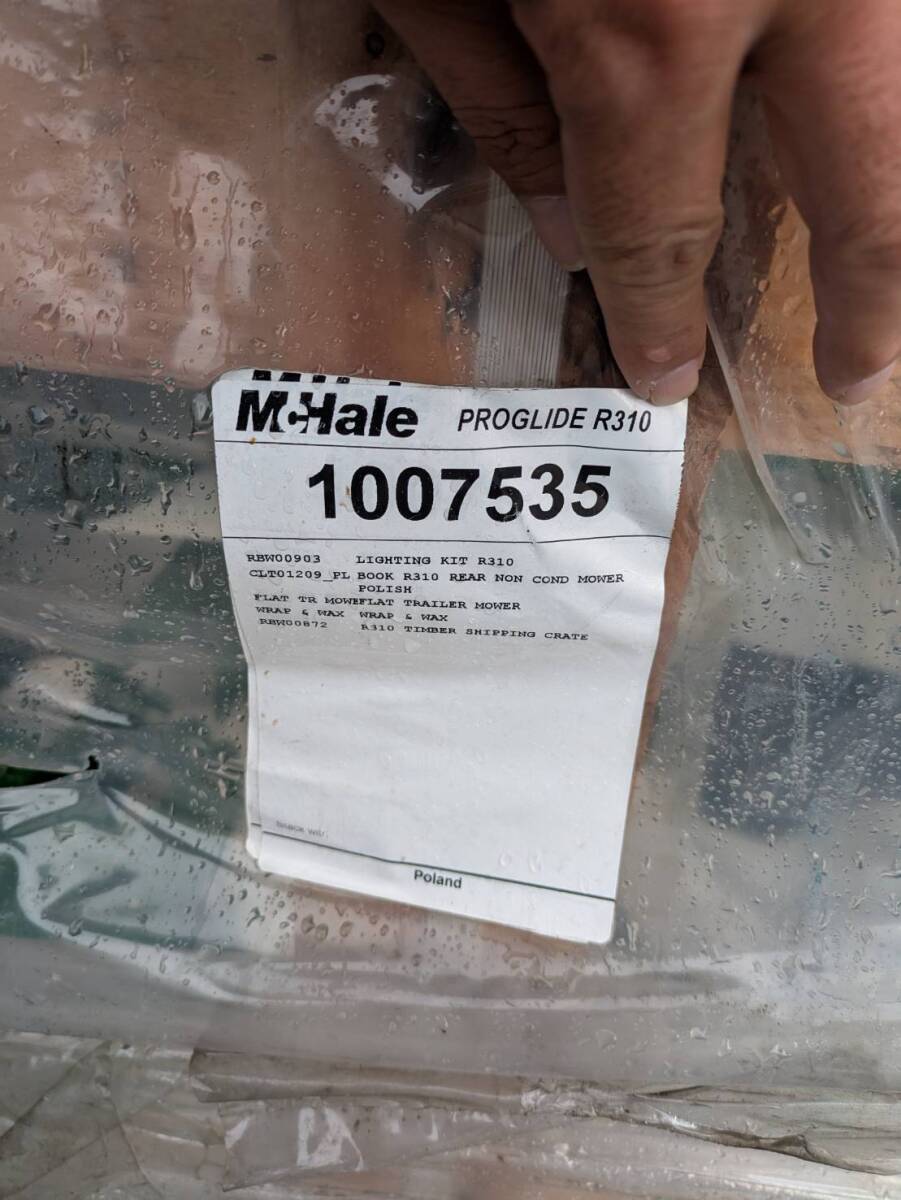 McHale PROGLIDE R310
1007535
RBW00903 LIGHTING KIT R310
CLT01209_PL BOOK R310 REAR NON COND MOWER
POLISH
FLAT TR MOWEFLAT TRAILER MOWER
WRAP & WAX WRAP & WAX
RBW00872 R310 TIMBER SHIPPING CRATE
Poland